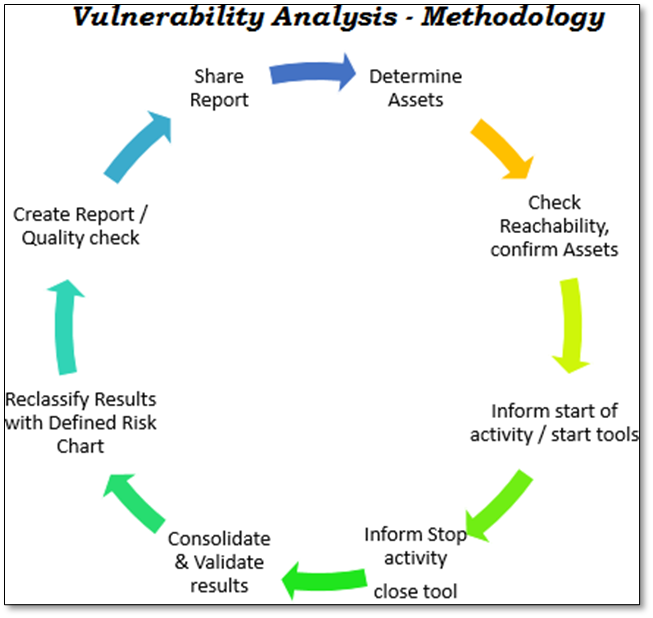 Vulnerability Analysis - Methodology
Share
Report
Determine
Assets
Check
Reachability,
confirm Assets
Inform start of
activity / start tools
Inform Stop
activity
close tool
Consolidate
& Validate
results
Reclassify Results
with Defined Risk
Chart
Create Report /
Quality check